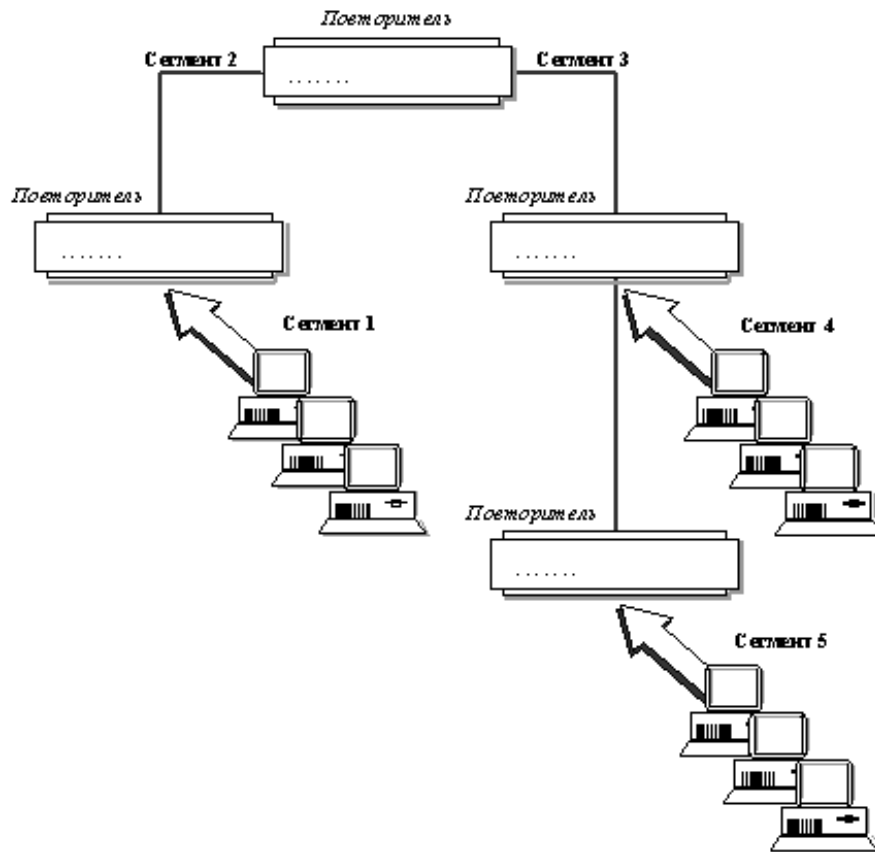 Повторитель
Сегмент 2
Сегмент 3
Повторитель
Повторитель
Сегмент 1
Сегмент 4
Повторитель
Сегмент 5